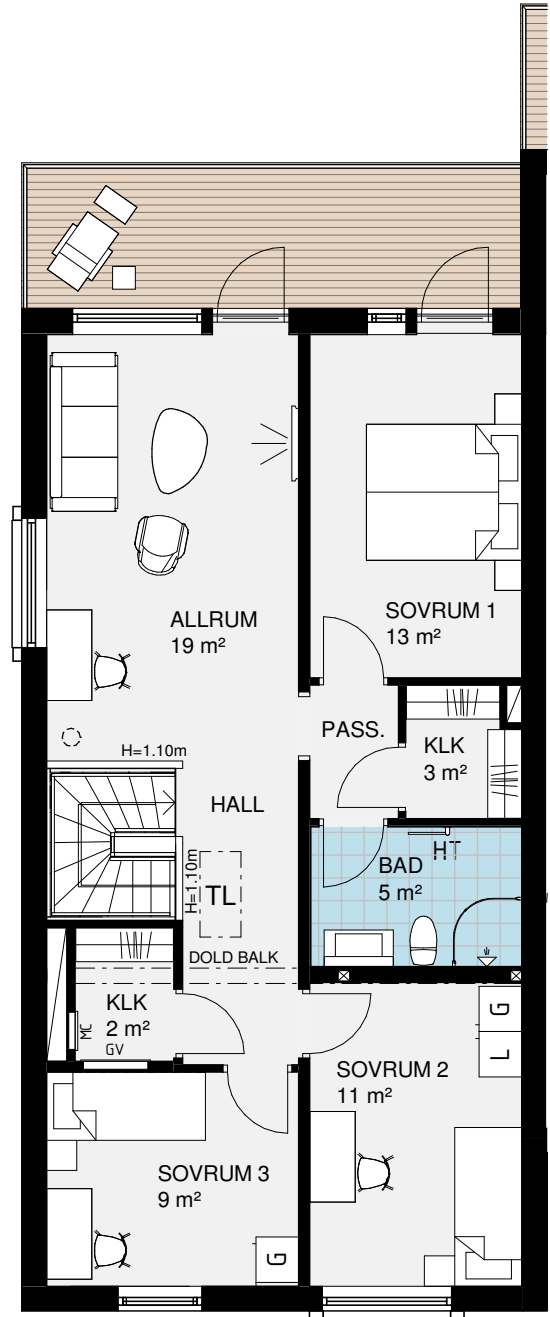 ALLRUM
19 m²
SOVRUM 1
13 m²
PASS.
KLK
3 m²
H=1.10m
HALL
H=1.10m
TL
HT
BAD
5 m²
DOLD BALK
KLK
2 m²
MC
GV
G
L
SOVRUM 2
11 m²
SOVRUM 3
9 m²
G